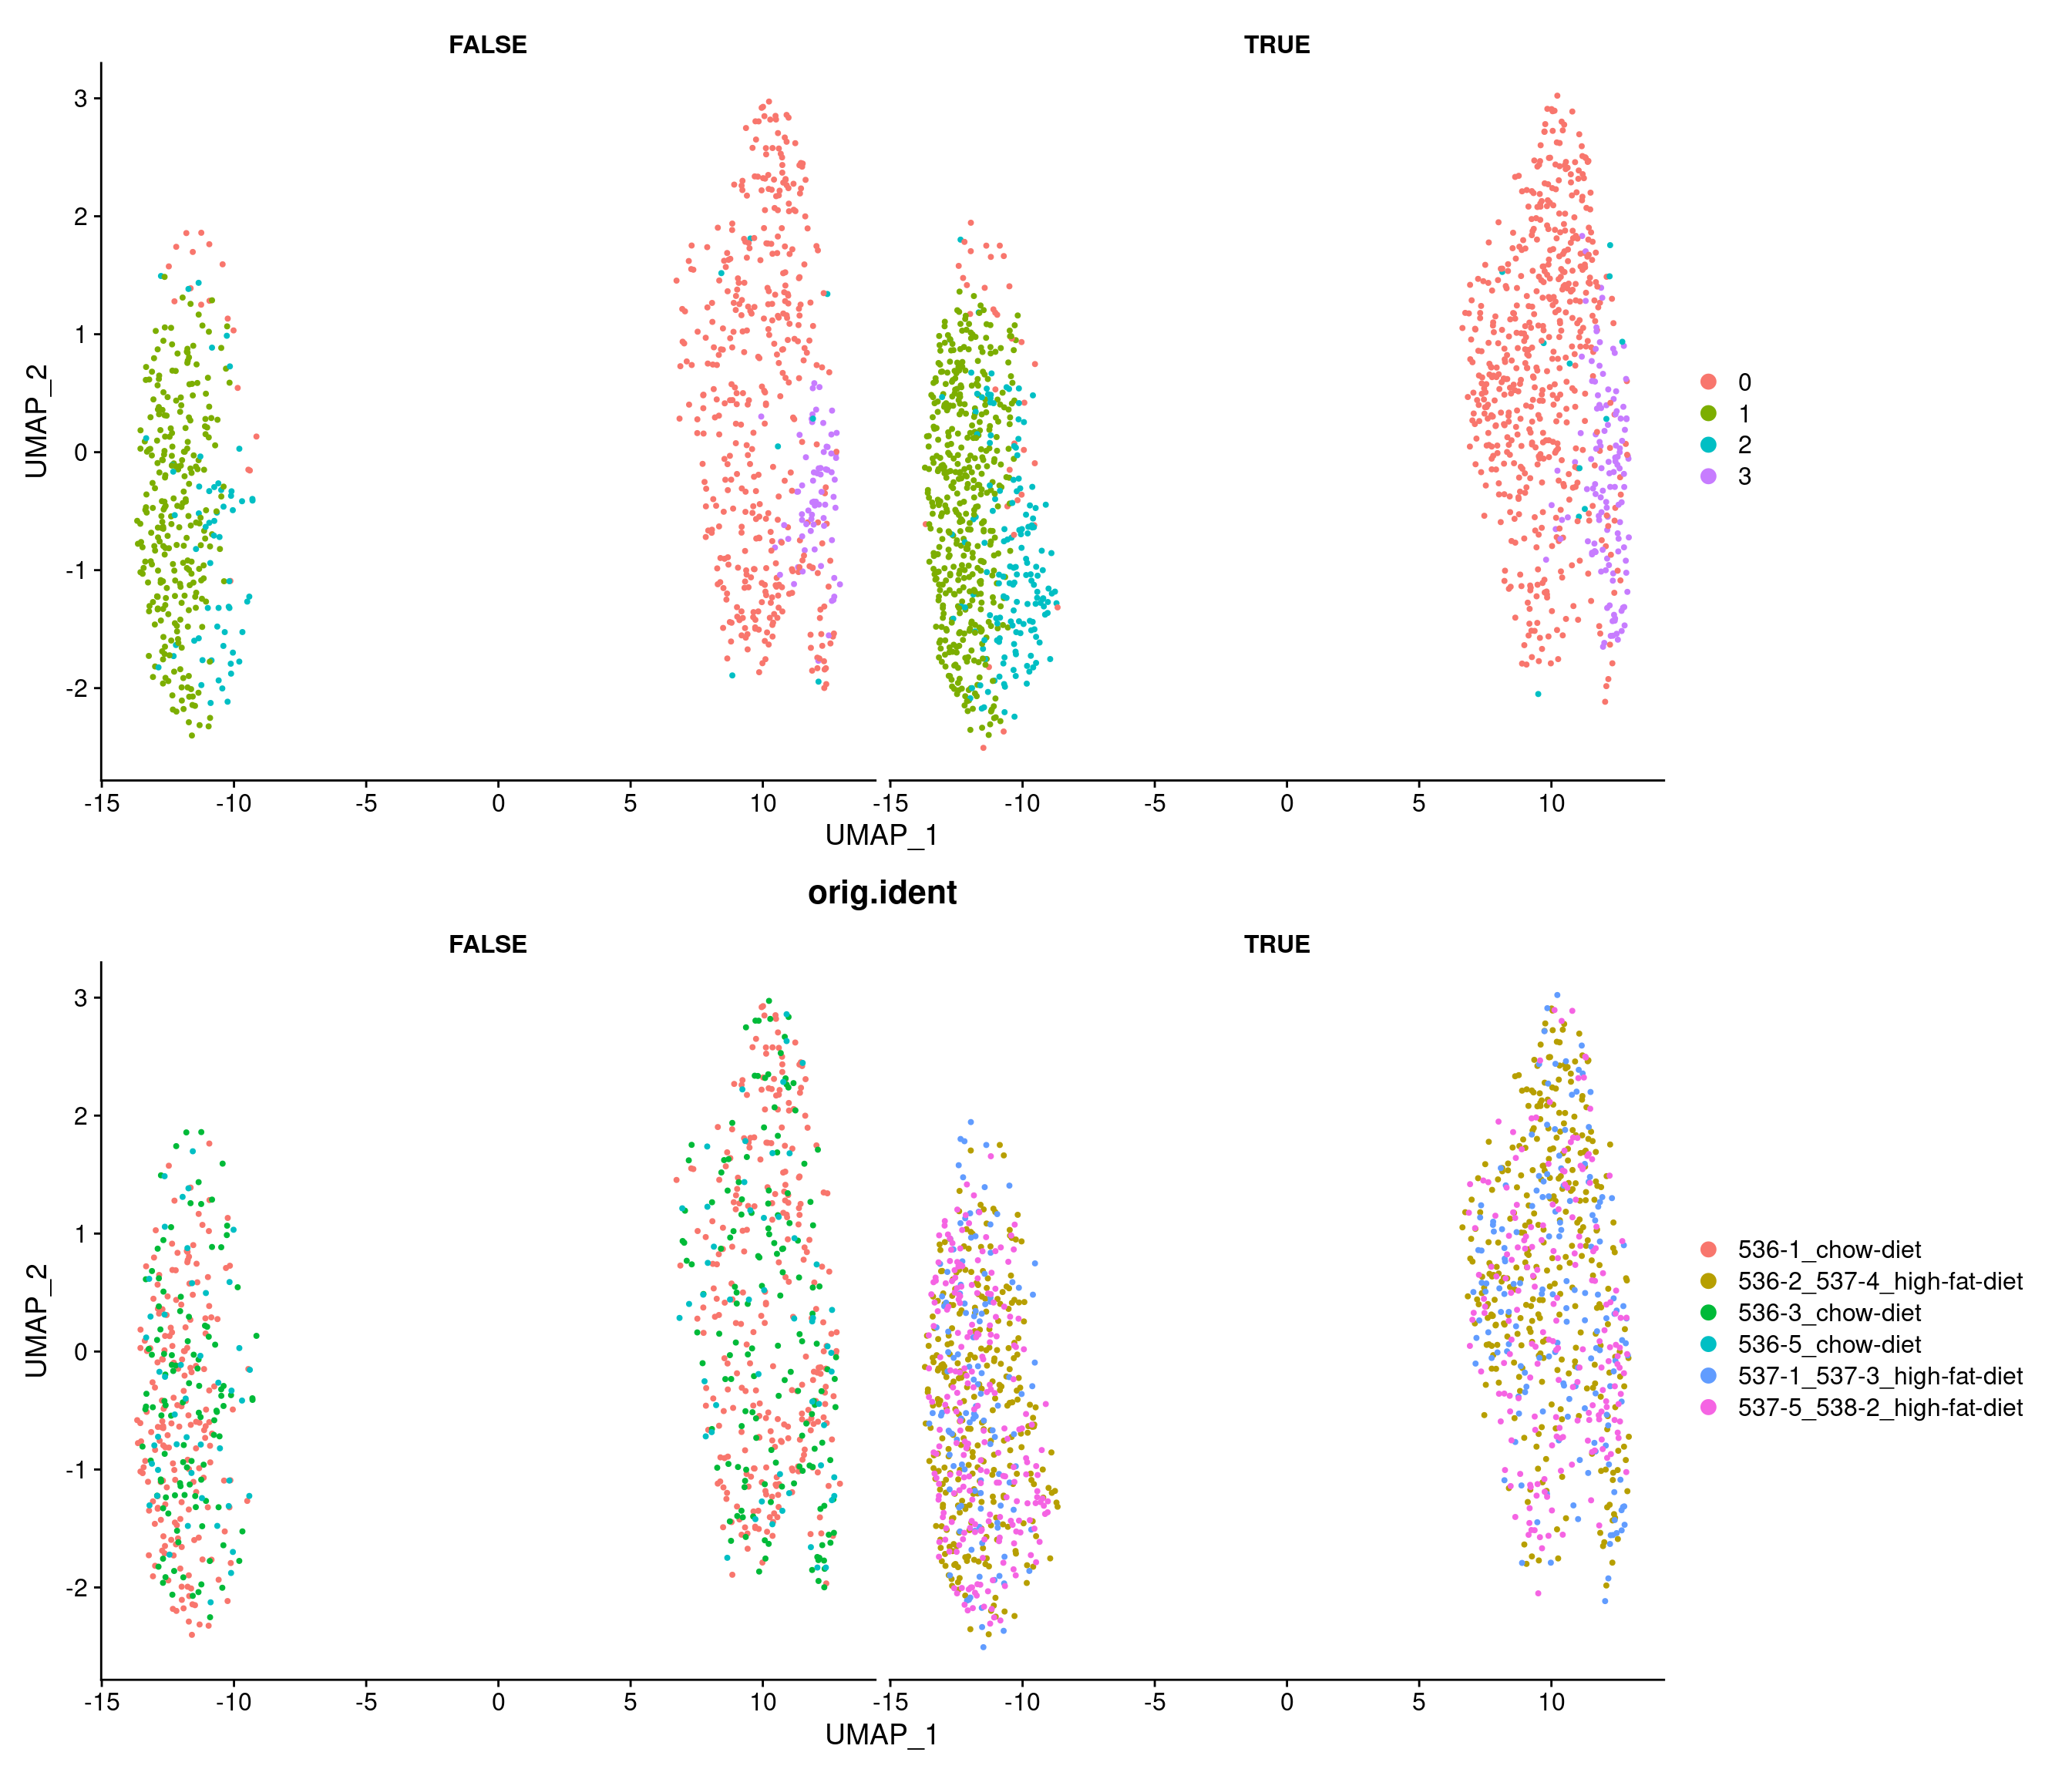 FALSE TRUE
3
2
1
0
-1
-2
UMAP_2
-15 -10 -5 0 5 10 -15 -10 -5 0 5 10
UMAP_1
0
1
2
3
orig.ident
FALSE TRUE
3
2
1
0
-1
-2
UMAP_2
-15 -10 -5 0 5 10 -15 -10 -5 0 5 10
UMAP_1
536-1_chow-diet
536-2_537-4_high-fat-diet
536-3_chow-diet
536-5_chow-diet
537-1_537-3_high-fat-diet
537-5_538-2_high-fat-diet